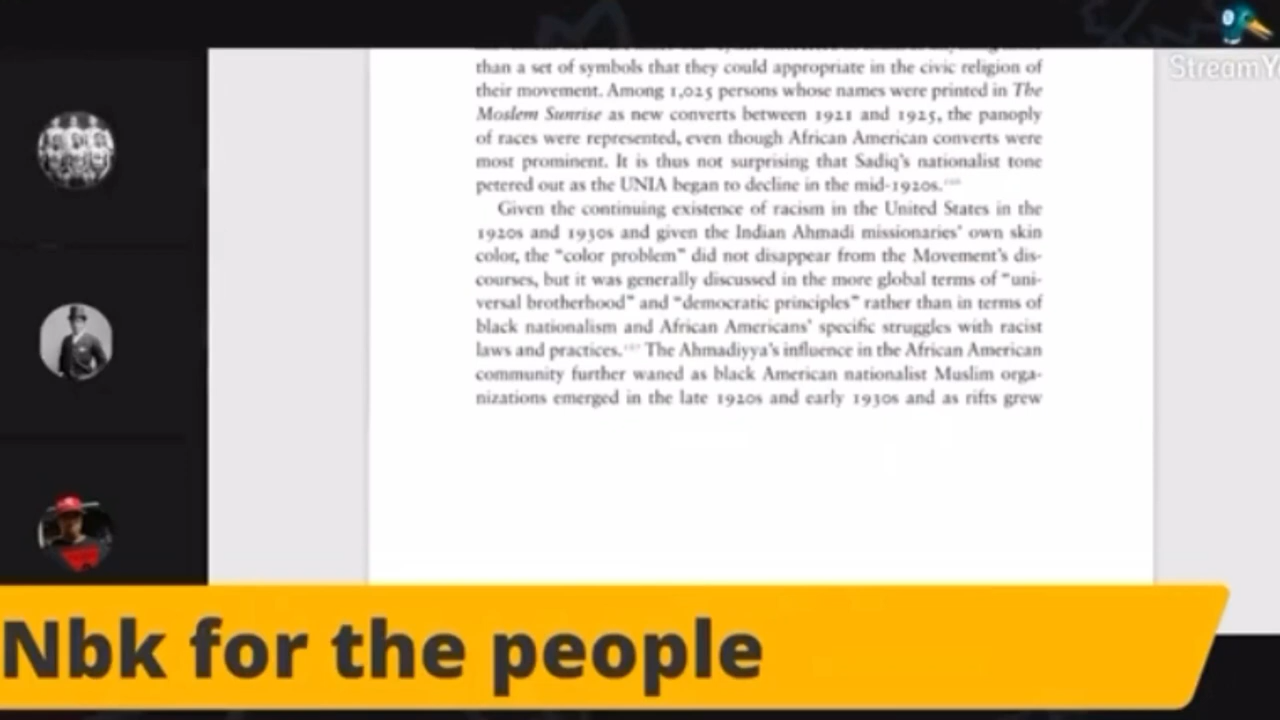 StreamY
than a set of symbols that they could appropriate in the civic religion of
their movement. Among 1,025 persons whose names were printed in The
Moslem Sunrise as new converts between 1921 and 1925, the panoply
of races were represented, even though African American converts were
most prominent. It is thus not surprising that Sadiq's nationalist tone
petered out as the UNIA began to decline in the mid-1920s.
Given the continuing existence of racism in the United States in the
1920s and 1930s and given the Indian Ahmadi missionaries' own skin
color, the "color problem" did not disappear from the Movement's dis-
courses, but it was generally discussed in the more global terms of "uni-
versal brotherhood" and "democratic principles" rather than in terms of
black nationalism and African Americans' specific struggles with racist
laws and practices. The Ahmadiyya's influence in the African American
community further waned as black American nationalist Muslim orga-
nizations emerged in the late 1920s and early 1930s and as rifts grew
Nbk for the people